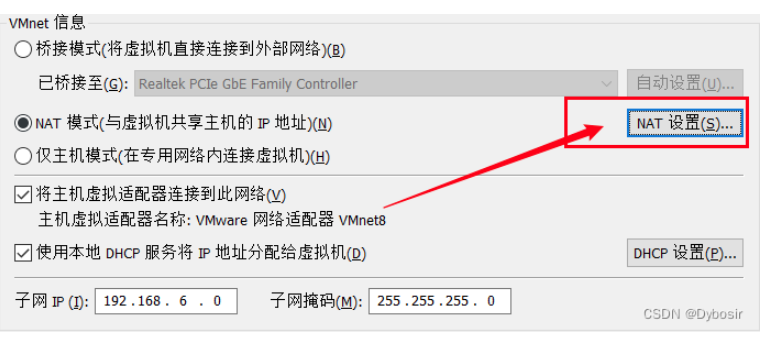 VMnet 信息
桥接模式(将虚拟机直接连接到外部网络)(B)
已桥接至(G): Realtek PCIe GbE Family Controller 自动设置(U)...
NAT 模式(与虚拟机共享主机的 IP 地址)(N) NAT 设置(S)...
仅主机模式(在专用网络内连接虚拟机)(H)
将主机虚拟适配器连接到此网络(V)
主机虚拟适配器名称: VMware 网络适配器 VMnet8
使用本地 DHCP 服务将 IP 地址分配给虚拟机(D) DHCP 设置(P)...
子网 IP (I): 192.168. 6 . 0 子网掩码(M): 255.255.255. 0
CSDN @Dybosir